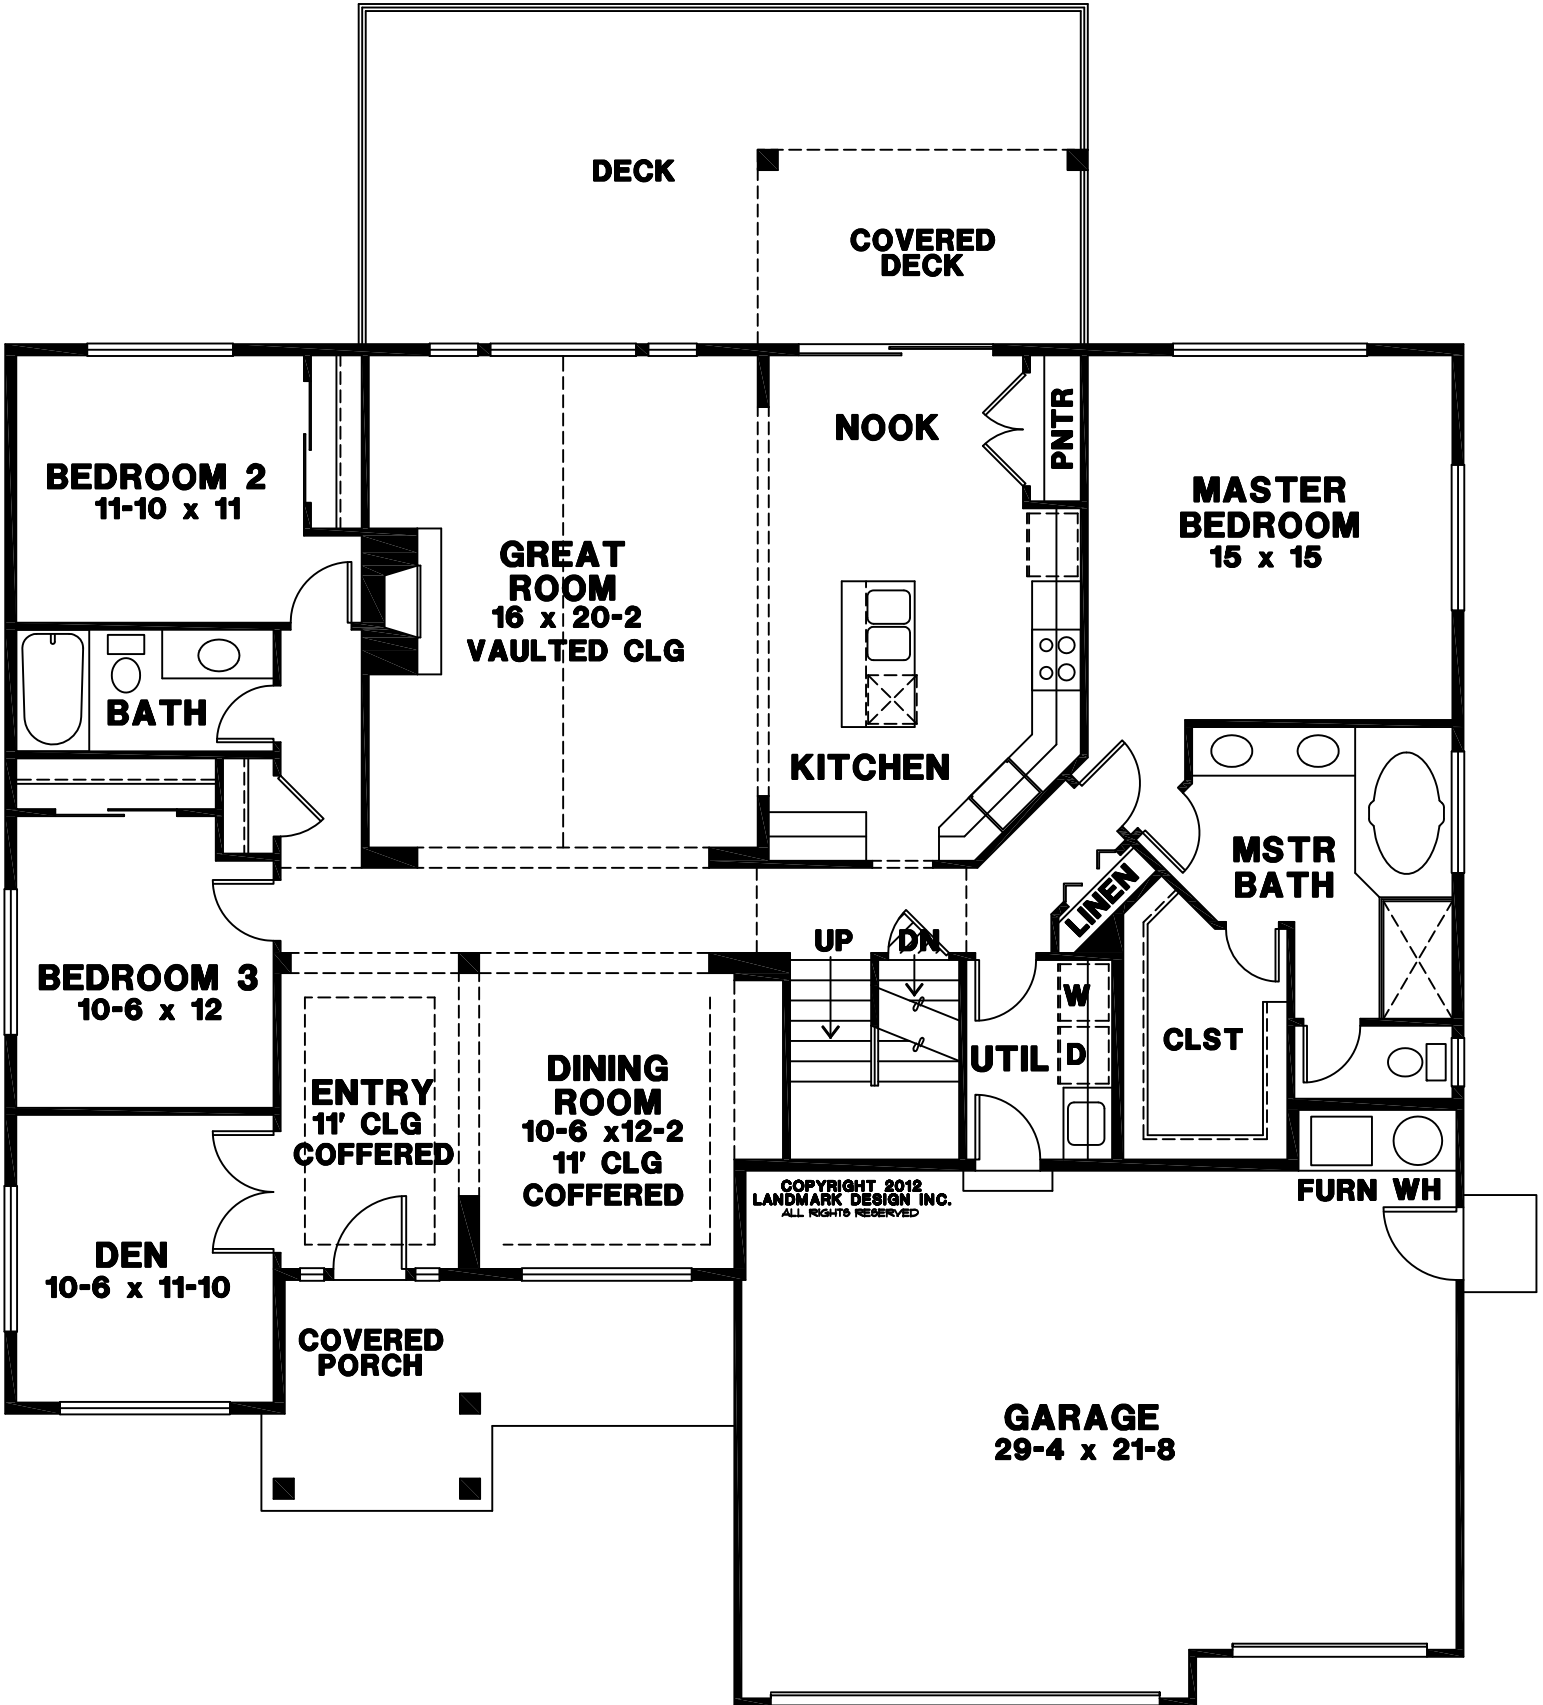 DECK
COVERED
DECK
NOOK
PNTR
BEDROOM 2
11-10 x 11
MASTER
BEDROOM
15 x 15
GREAT
ROOM
16 x 20-2
VAULTED CLG
BATH
KITCHEN
MSTR
BATH
LINEN
UP
DN
BEDROOM 3
10-6 x 12
W
D
UTIL
CLST
ENTRY
11' CLG
COFFERED
DINING
ROOM
10-6 x12-2
11' CLG
COFFERED
COPYRIGHT 2012
LANDMARK DESIGN INC.
ALL RIGHTS RESERVED
FURN WH
DEN
10-6 x 11-10
COVERED
PORCH
GARAGE
29-4 x 21-8